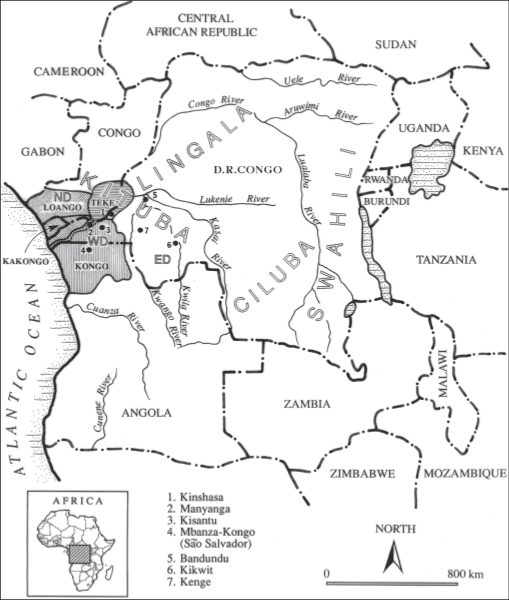 CENTRAL
AFRICAN REPUBLIC
SUDAN
CAMEROON
Uele River
Congo River
Aruwimi River
CONGO
UGANDA
GABON
KENYA
LINGALA
D.R.CONGO
Lualaba River
SWAHILI
RWANDA
BURUNDI
ND
LOANGO
TEKE
K
UBA
Lukenie River
5
1
2
3
7
6
4
WD
ED
KAKONGO
KONGO
TANZANIA
CILUBA
Cuanza River
Kwango River
Kwilu River
River
ATLANTIC OCEAN
Cunene River
ANGOLA
ZAMBIA
MALAWI
ZIMBABWE
MOZAMBIQUE
AFRICA
1. Kinshasa
2. Manyanga
3. Kisantu
4. Mbanza-Kongo
(São Salvador)
5. Bandundu
6. Kikwit
7. Kenge
NORTH
0 800 km